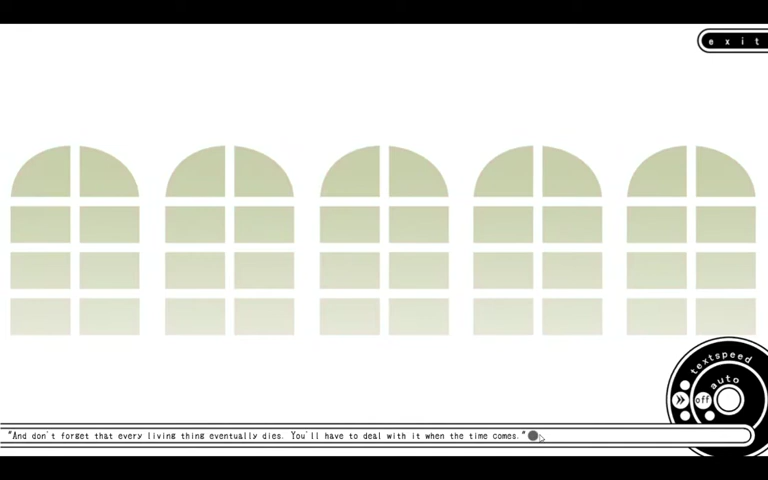 exit
textspeed
auto
off
"And don't forget that every living thing eventually dies. You'll have to deal with it when the time comes."